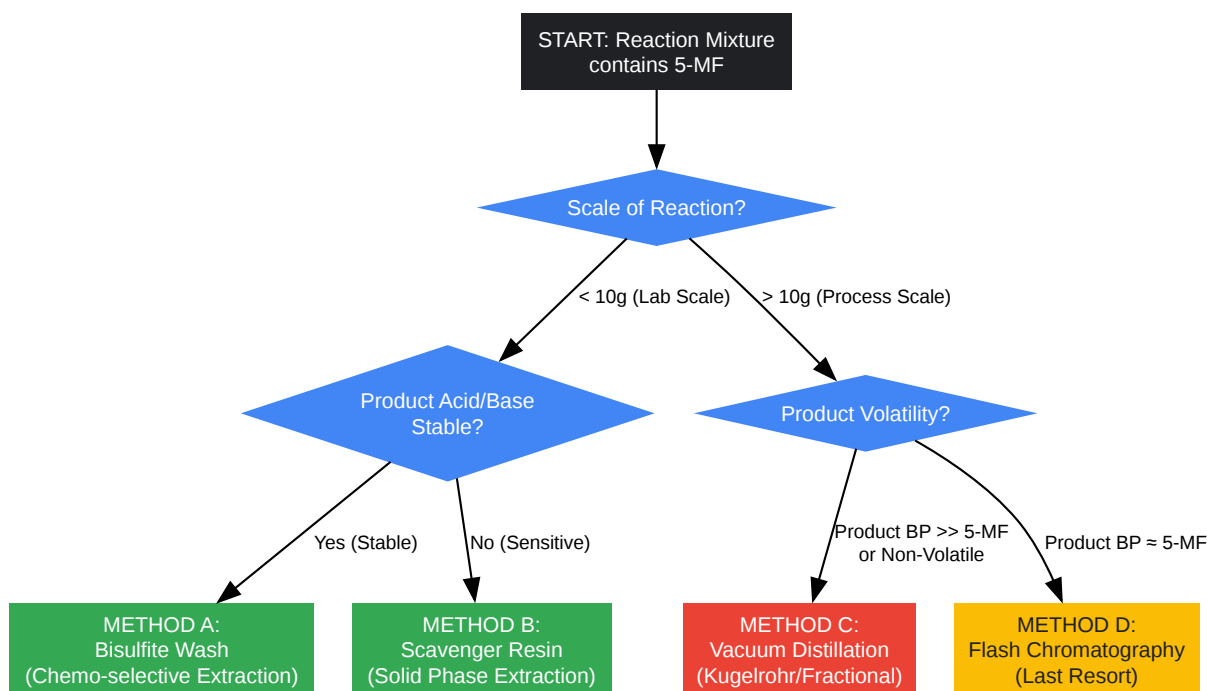 START: Reaction Mixture
contains 5-MF
Scale of Reaction?
< 10g (Lab Scale)
> 10g (Process Scale)
Product Acid/Base
Stable?
Product Volatility?
Yes (Stable)
No (Sensitive)
Product BP >> 5-MF
or Non-Volatile
Product BP ≈ 5-MF
METHOD A:
Bisulfite Wash
(Chemo-selective Extraction)
METHOD B:
Scavenger Resin
(Solid Phase Extraction)
METHOD C:
Vacuum Distillation
(Kugelrohr/Fractional)
METHOD D:
Flash Chromatography
(Last Resort)